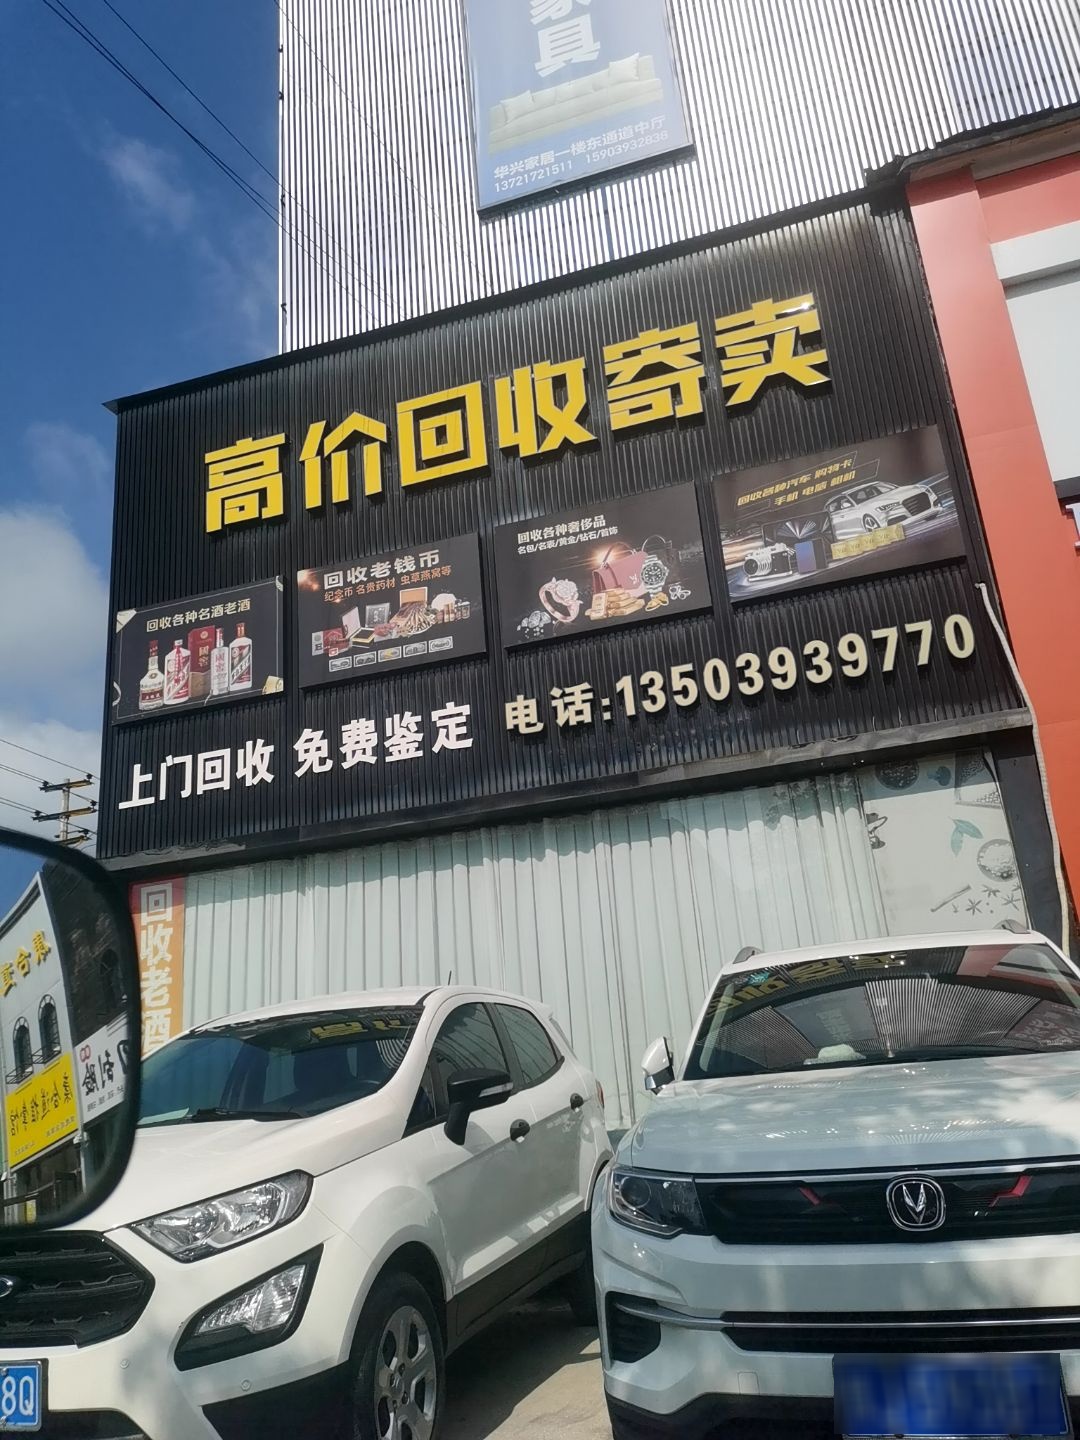 家具
华兴家居一楼东通道中厅
13721721511 15903932838
高价回收寄卖
回收各种名酒老酒
回收老钱币
纪念币 名贵药材 虫草燕窝等
回收各种奢侈品
名包/名表/黄金/钻石/首饰
回收各种汽车 购物卡
手机 电脑 相机
上门回收 免费鉴定
电话:13503939770
回收老酒
8Q